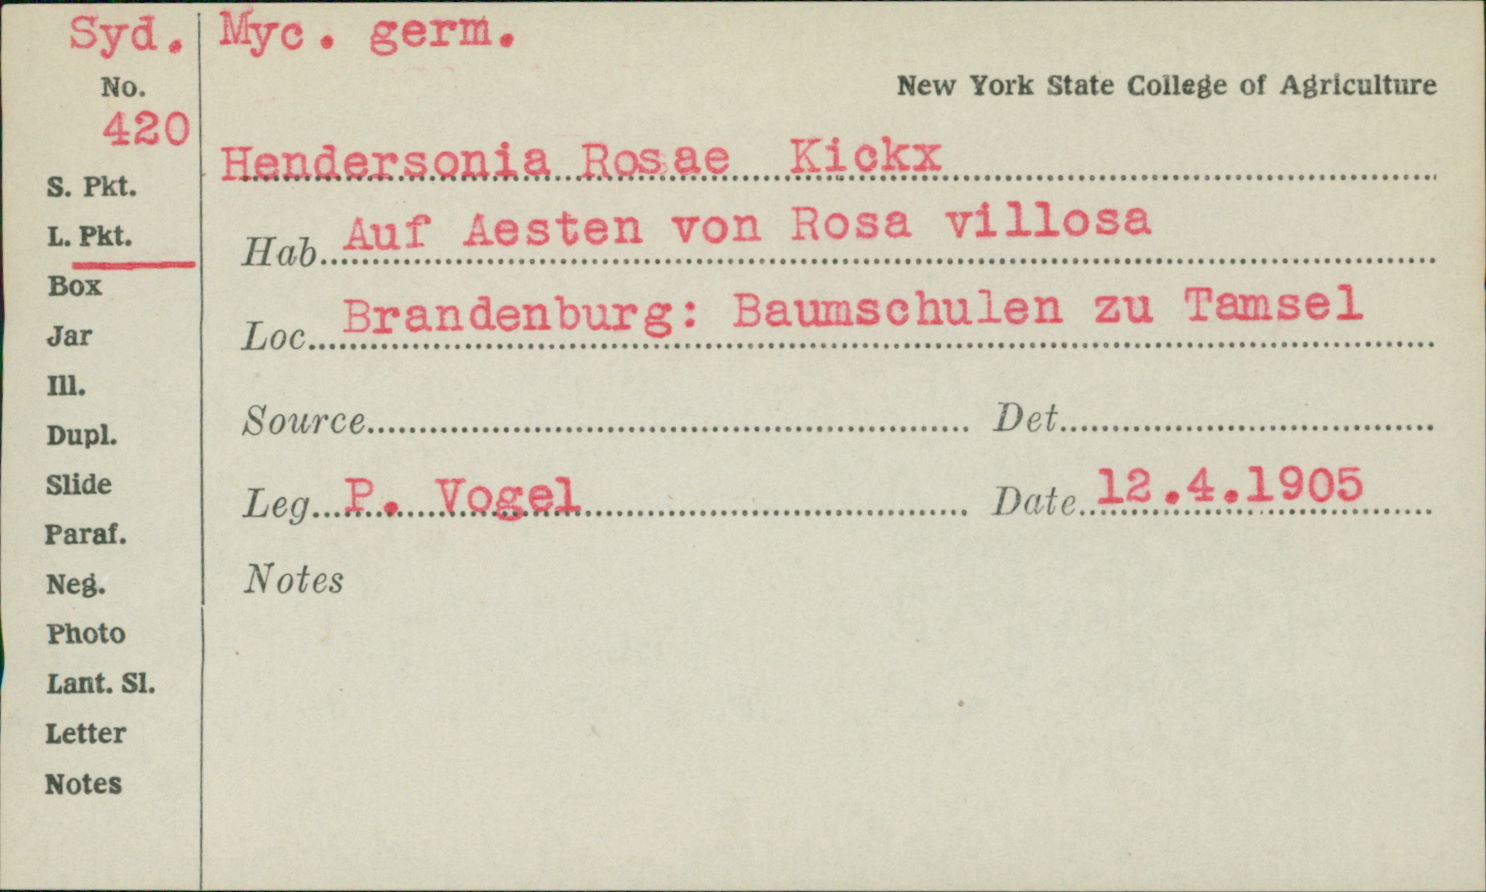 Syd. Myc. germ.
No.
New York State College of Agriculture
420
Hendersonia Rosae Kickx
S. Pkt.
L. Pkt.
Hab. Auf Aesten von Rosa villosa
Box
Loc. Brandenburg: Baumschulen zu Tamsel
Jar
Ill.
Source Det.
Dupl.
Slide
Leg. P. Vogel Date 12.4.1905
Paraf.
Neg.
Notes
Photo
Lant. Sl.
Letter
Notes